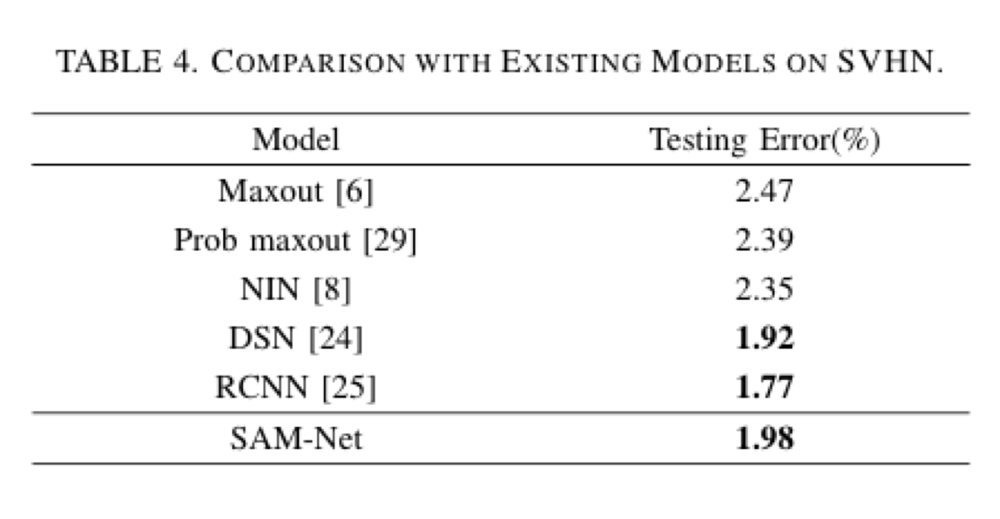 TABLE 4. COMPARISON WITH EXISTING MODELS ON SVHN.
Model Testing Error(%)
Maxout [6] 2.47
Prob maxout [29] 2.39
NIN [8] 2.35
DSN [24] 1.92
RCNN [25] 1.77
SAM-Net 1.98